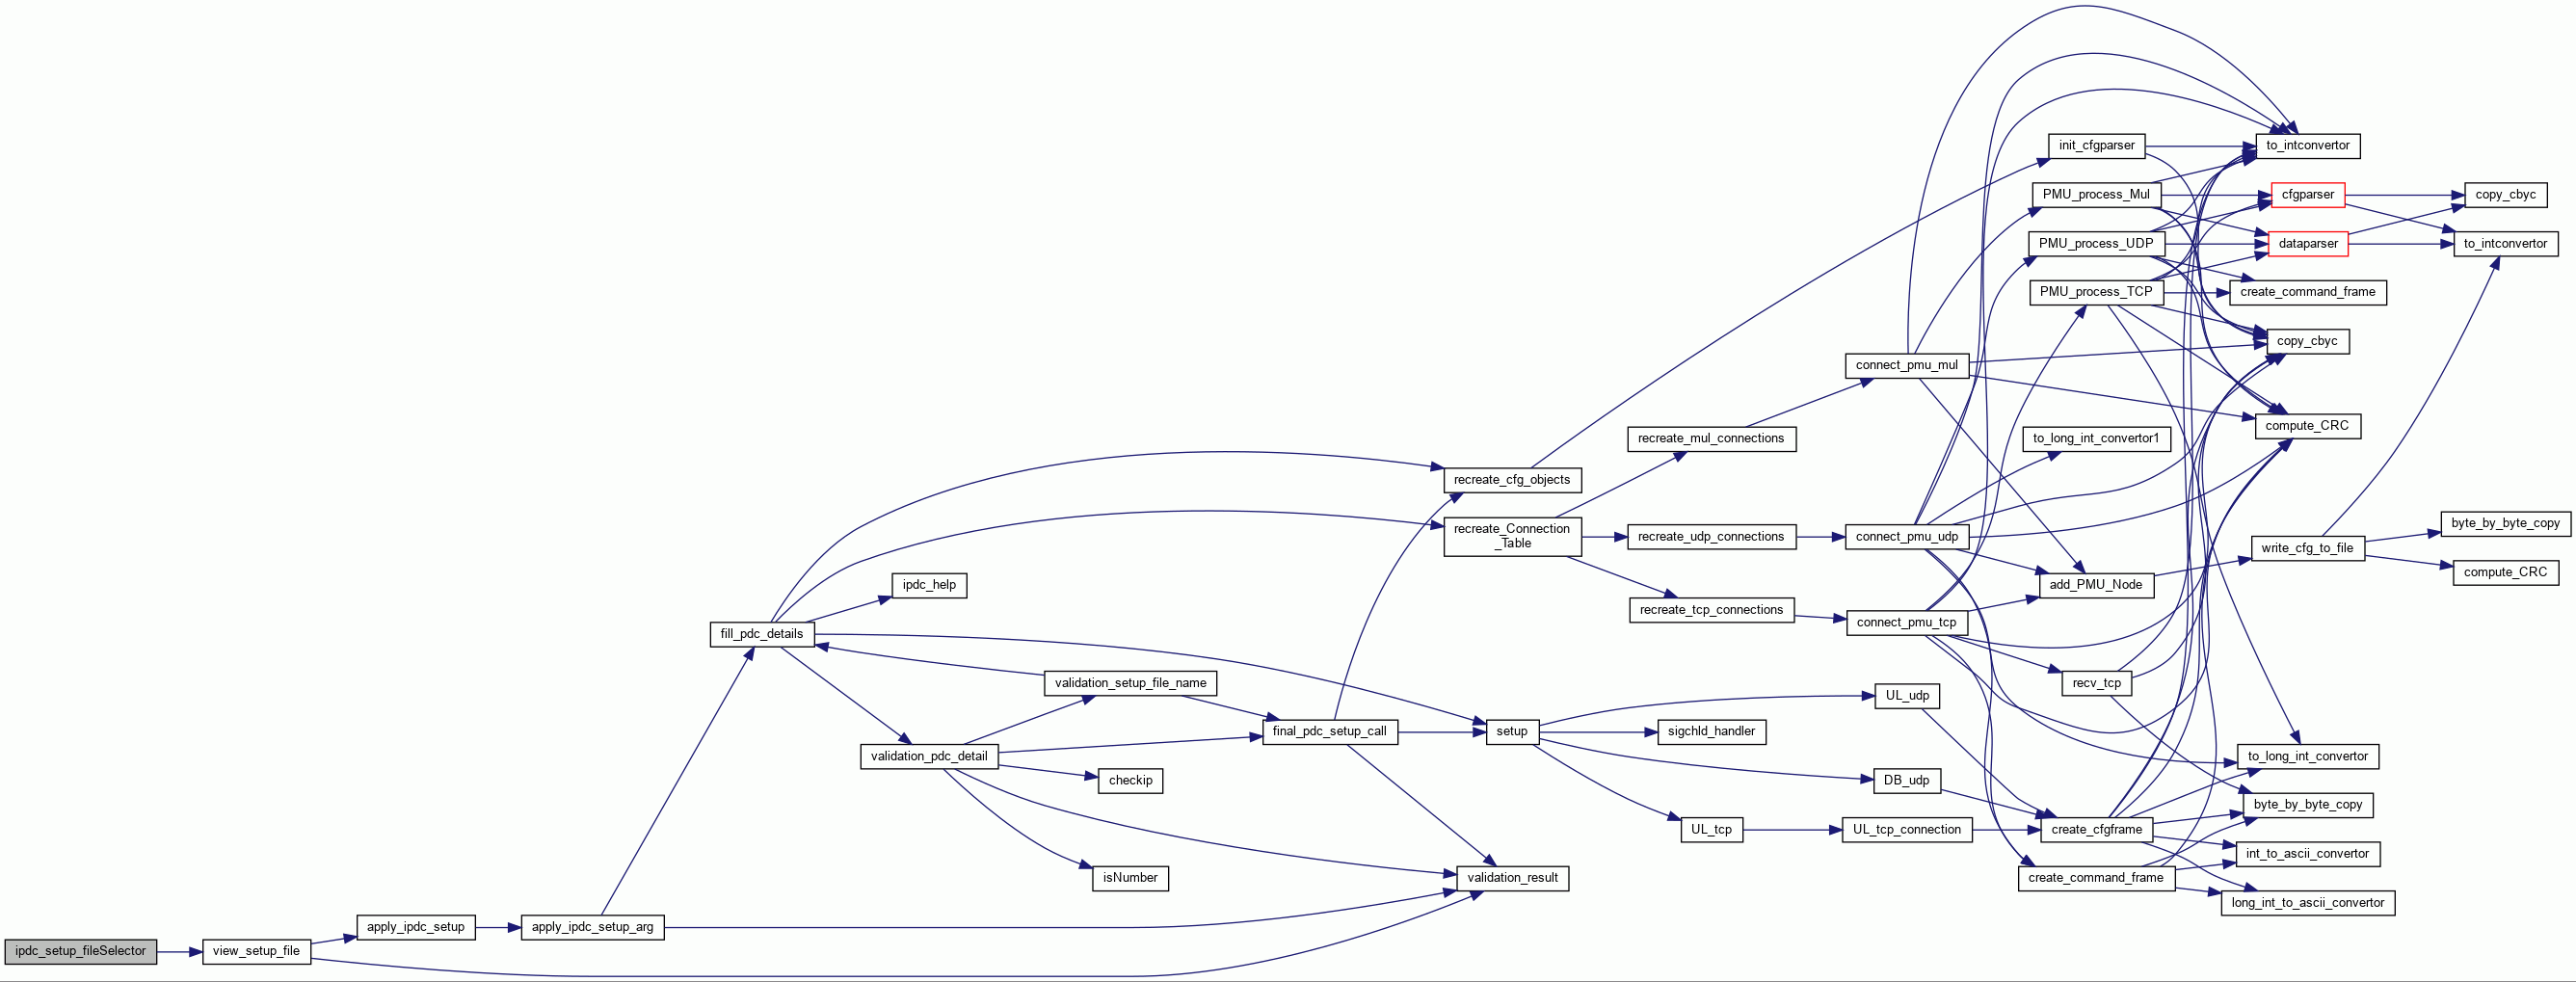 to_intconvertor
init_cfgparser
PMU_process_Mul
cfgparser
copy_cbyc
PMU_process_UDP
dataparser
to_intconvertor
PMU_process_TCP
create_command_frame
copy_cbyc
connect_pmu_mul
compute_CRC
recreate_mul_connections
to_long_int_convertor1
recreate_cfg_objects
byte_by_byte_copy
recreate_Connection
_Table
recreate_udp_connections
connect_pmu_udp
write_cfg_to_file
compute_CRC
ipdc_help
add_PMU_Node
recreate_tcp_connections
connect_pmu_tcp
fill_pdc_details
validation_setup_file_name
recv_tcp
UL_udp
final_pdc_setup_call
setup
sigchld_handler
validation_pdc_detail
to_long_int_convertor
checkip
DB_udp
byte_by_byte_copy
UL_tcp
UL_tcp_connection
create_cfgframe
int_to_ascii_convertor
isNumber
validation_result
create_command_frame
long_int_to_ascii_convertor
apply_ipdc_setup
apply_ipdc_setup_arg
ipdc_setup_fileSelector
view_setup_file